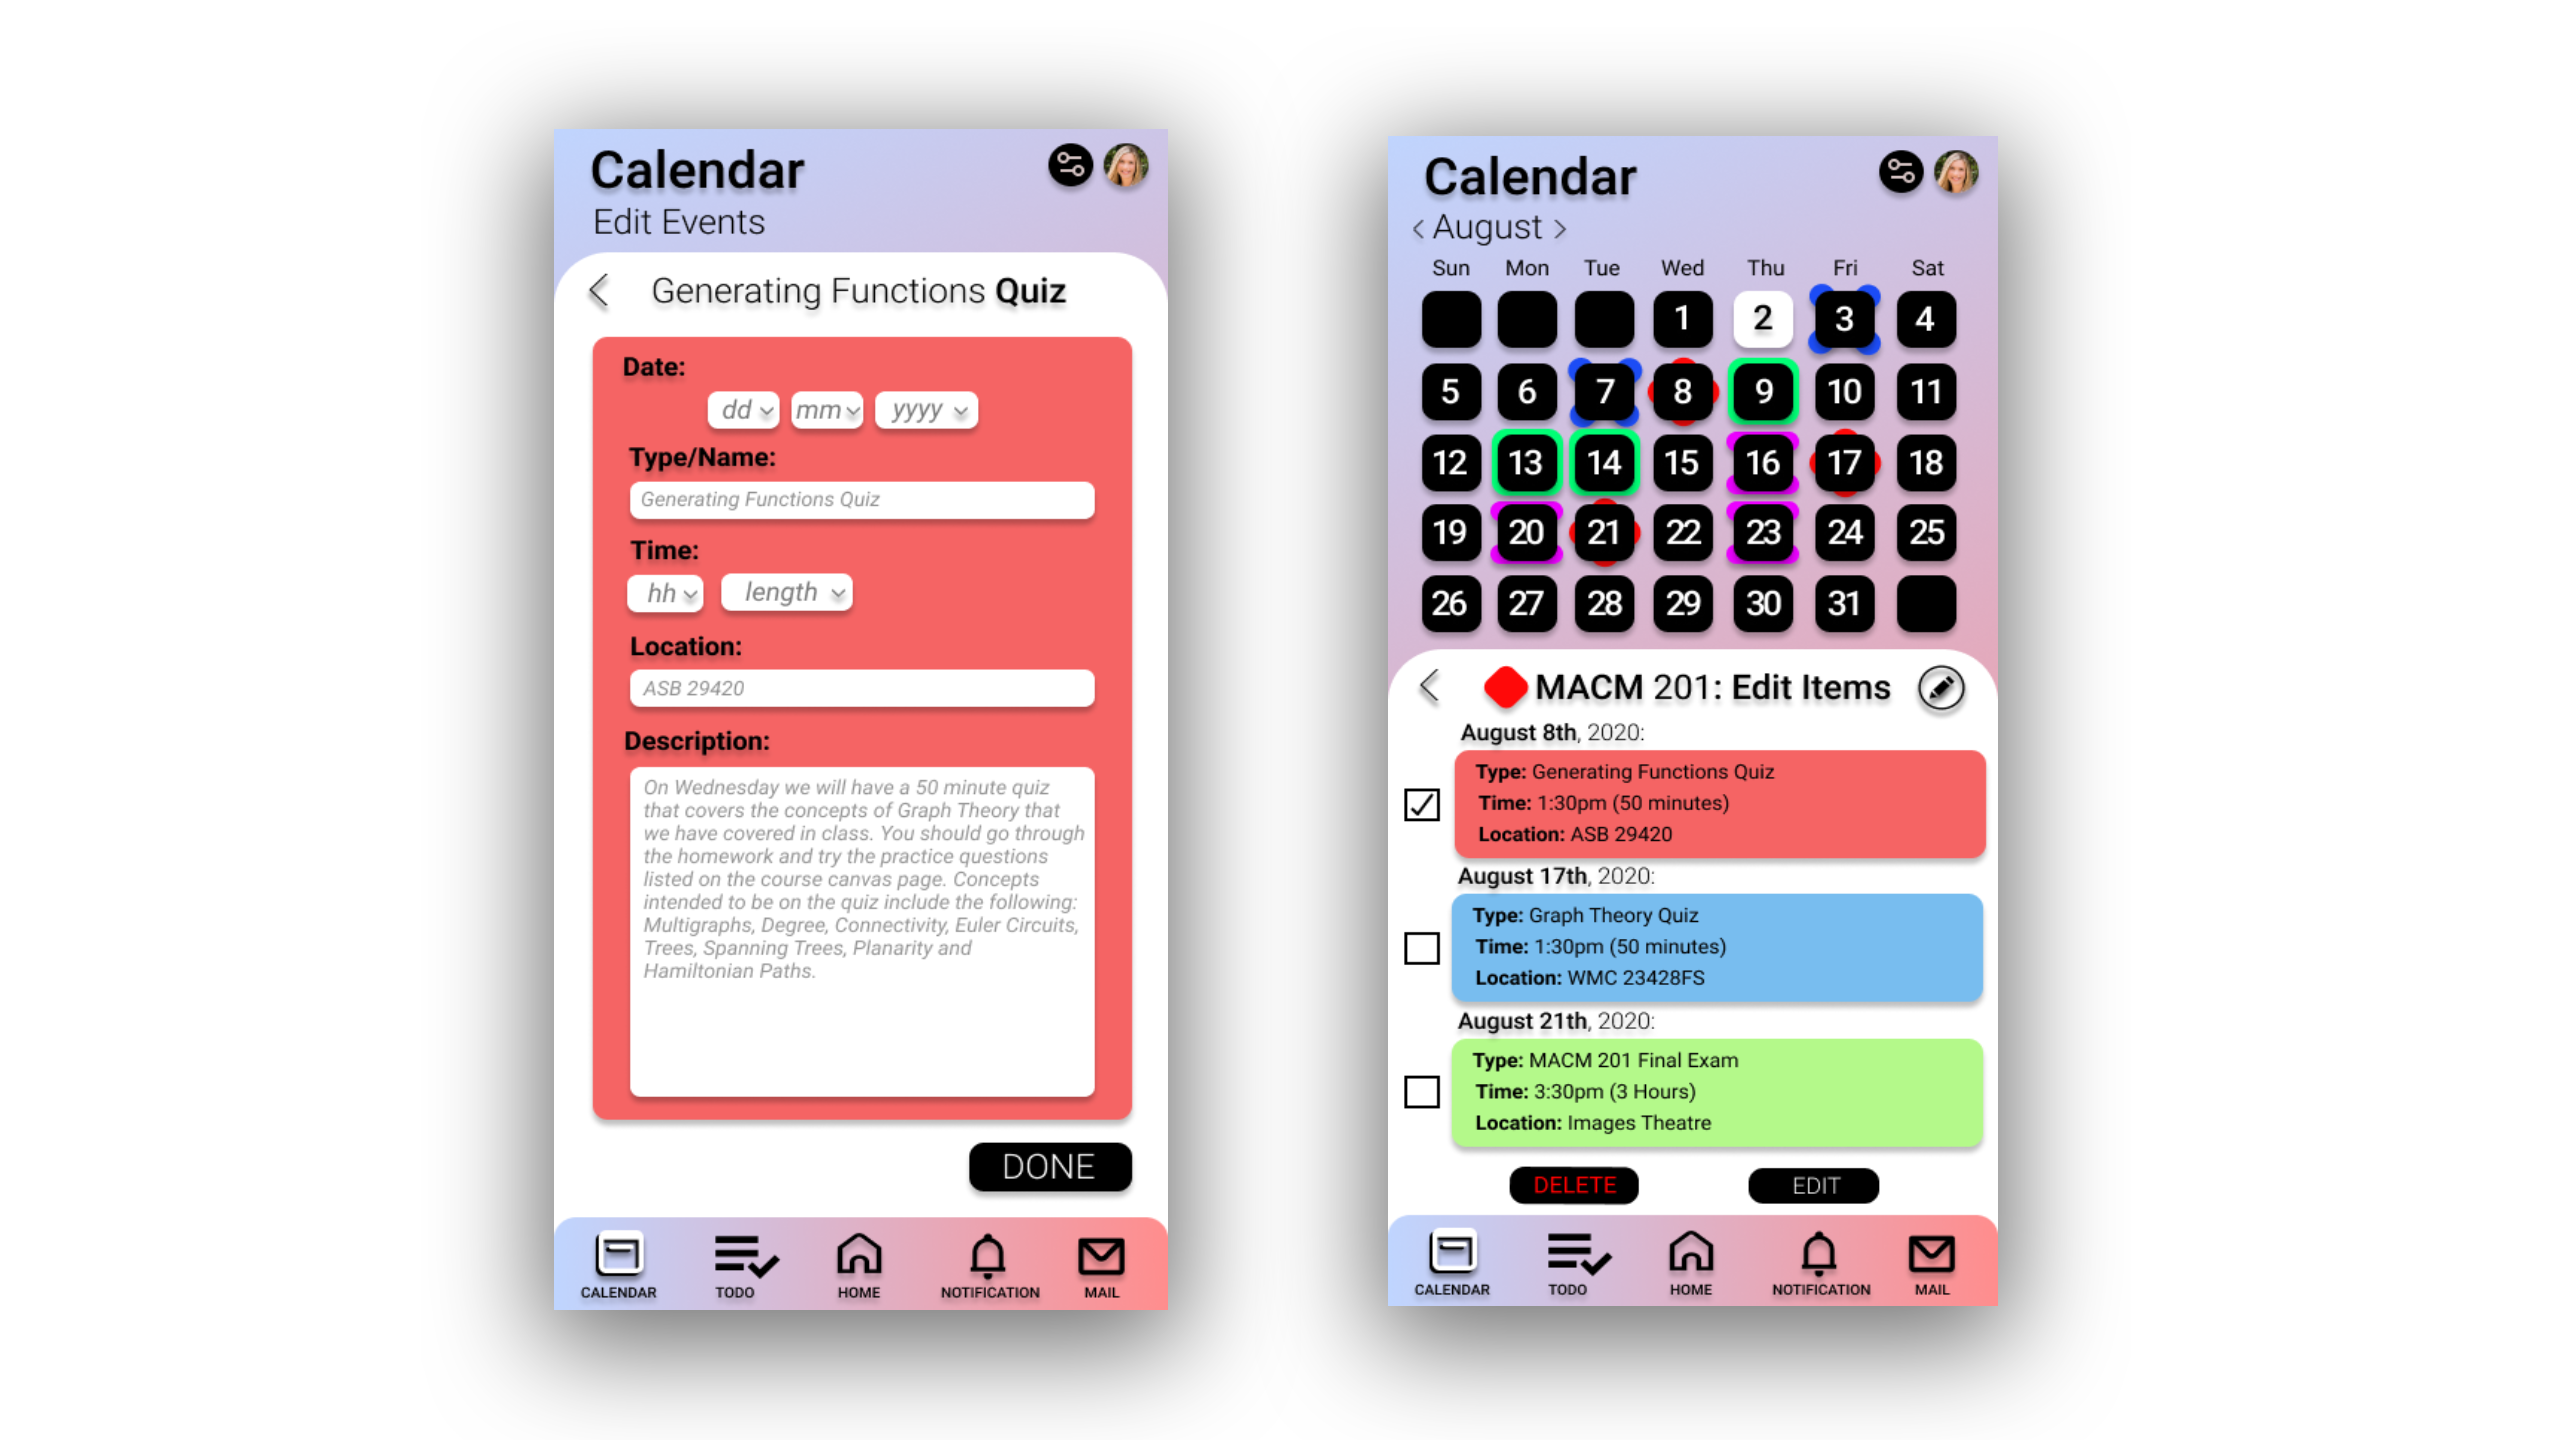 Calendar
Edit Events
Generating Functions Quiz
Date:
dd mm yyyy
Type/Name:
Generating Functions Quiz
Time:
hh length
Location:
ASB 29420
Description:
On Wednesday we will have a 50 minute quiz
that covers the concepts of Graph Theory that
we have covered in class. You should go through
the homework and try the practice questions
listed on the course canvas page. Concepts
intended to be on the quiz include the following:
Multigraphs, Degree, Connectivity, Euler Circuits,
Trees, Spanning Trees, Planarity and
Hamiltonian Paths.
DONE
CALENDAR TODO HOME NOTIFICATION MAIL
Calendar
< August >
Sun Mon Tue Wed Thu Fri Sat
1 2 3 4
5 6 7 8 9 10 11
12 13 14 15 16 17 18
19 20 21 22 23 24 25
26 27 28 29 30 31
MACM 201: Edit Items
August 8th, 2020:
Type: Generating Functions Quiz
Time: 1:30pm (50 minutes)
Location: ASB 29420
August 17th, 2020:
Type: Graph Theory Quiz
Time: 1:30pm (50 minutes)
Location: WMC 23428FS
August 21th, 2020:
Type: MACM 201 Final Exam
Time: 3:30pm (3 Hours)
Location: Images Theatre
DELETE EDIT
CALENDAR TODO HOME NOTIFICATION MAIL